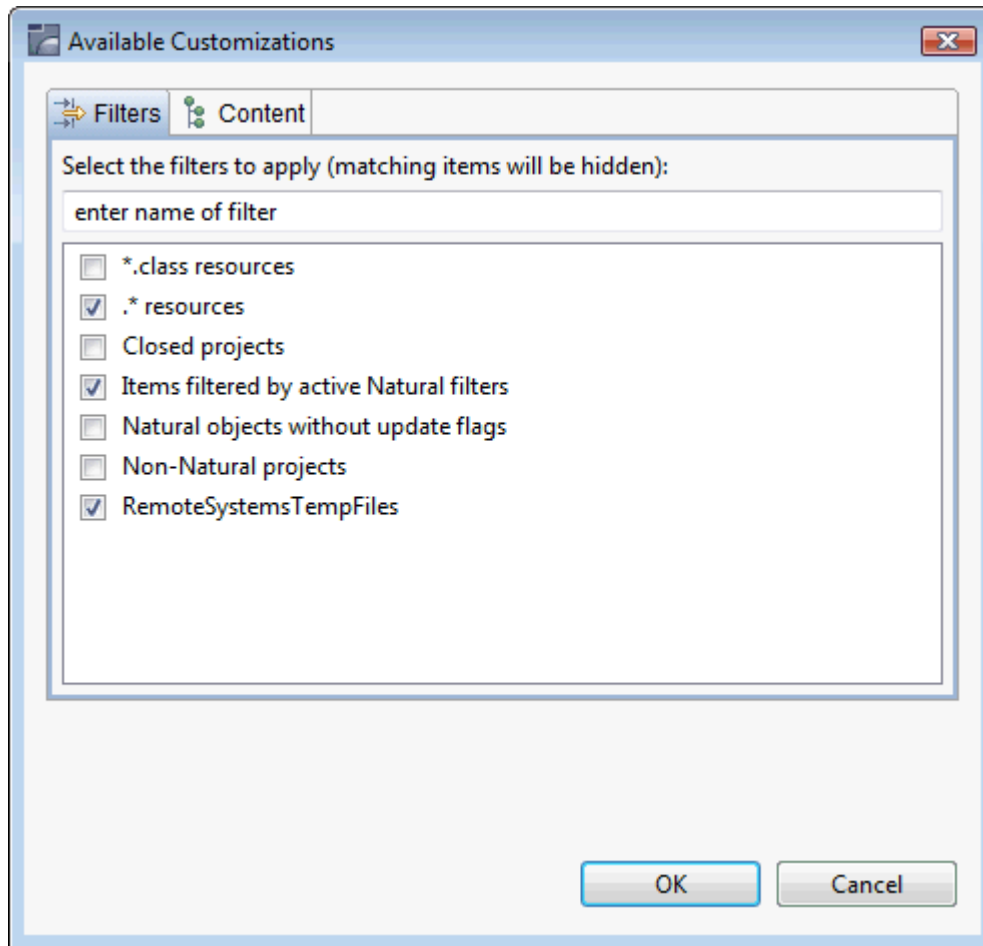 Available Customizations
Filters
Content
Select the filters to apply (matching items will be hidden):
enter name of filter
*.class resources
.* resources
Closed projects
Items filtered by active Natural filters
Natural objects without update flags
Non-Natural projects
RemoteSystemsTempFiles
OK
Cancel